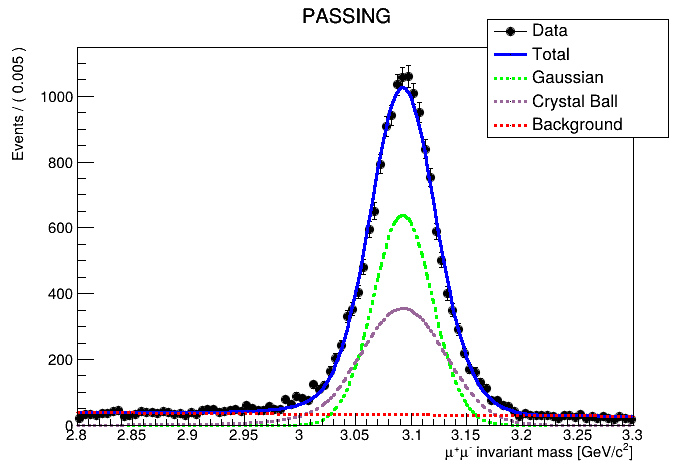 PASSING
Data
Total
Gaussian
Crystal Ball
Background
Events / ( 0.005 )
1000
800
600
400
200
0
2.8 2.85 2.9 2.95 3 3.05 3.1 3.15 3.2 3.25 3.3
μ⁺μ⁻ invariant mass [GeV/c²]